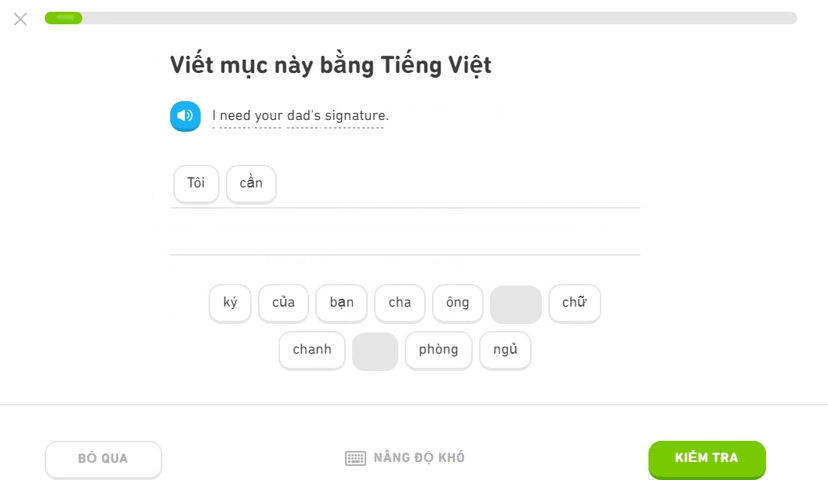 Viết mục này bằng Tiếng Việt
I need your dad's signature.
Tôi cần
ký của bạn cha ông chữ
chanh phòng ngủ
BỎ QUA NÂNG ĐỘ KHÓ KIỂM TRA